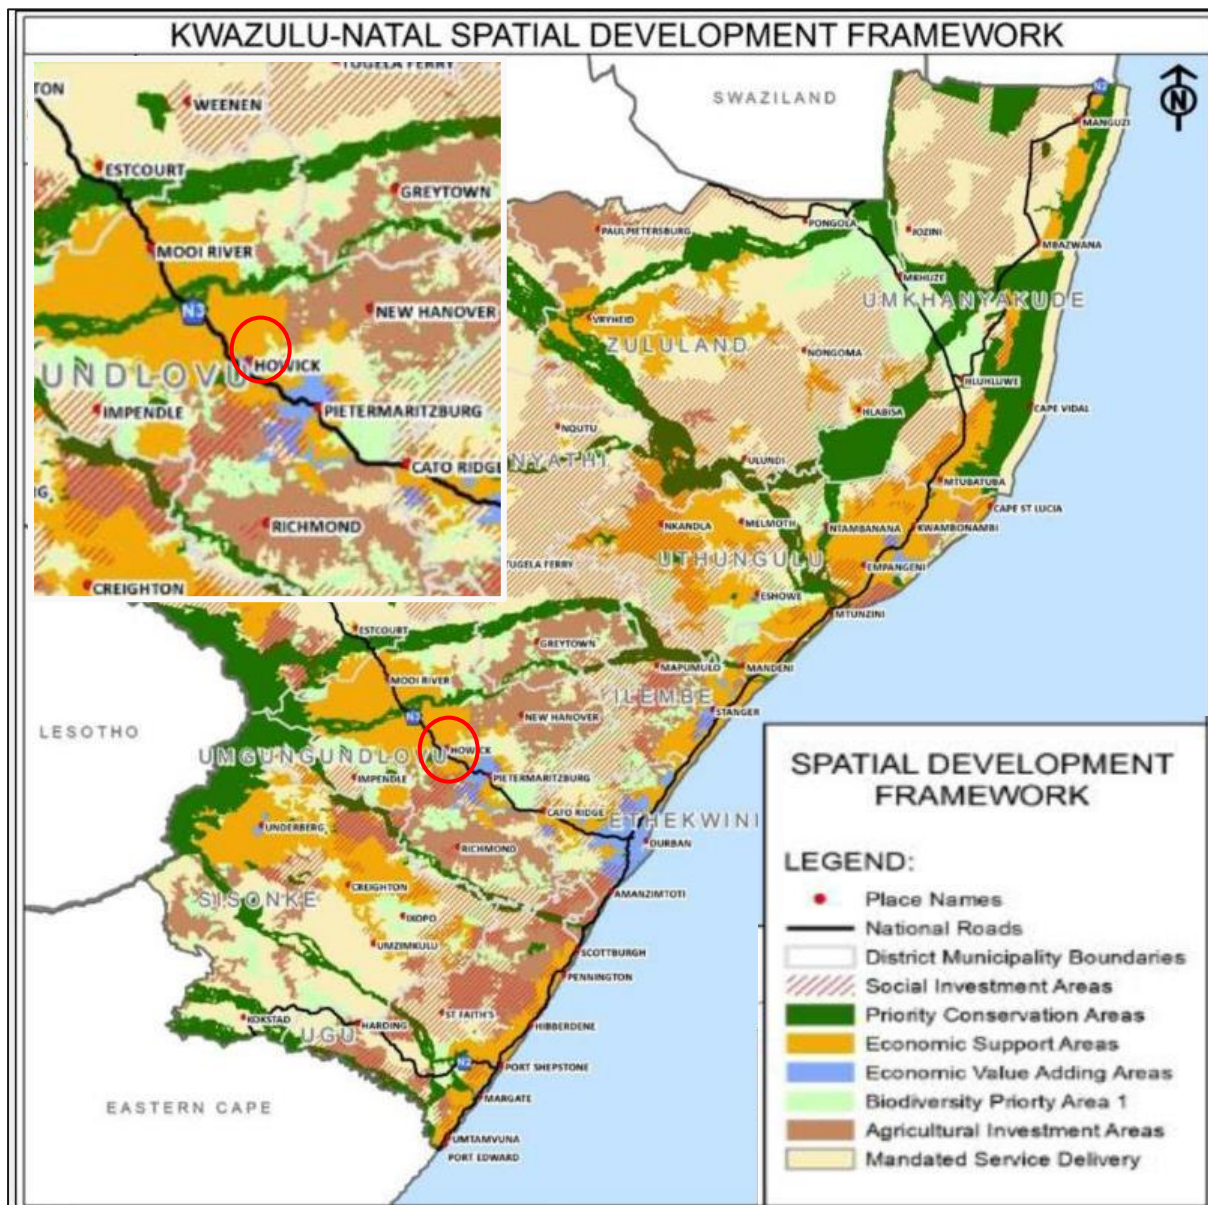 KWAZULU-NATAL SPATIAL DEVELOPMENT FRAMEWORK
TUGELA FERRY
TON
WEENEN
ESTCOURT
GREYTOWN
MOOI RIVER
N3
NEW HANOVER
HOWICK
UNDLOVU
IMPENDLE
PIETERMARITZBURG
CATO RIDGE
RICHMOND
CREIGHTON
SWAZILAND
N
MANGUZI
PONGOLA
PAULPIETERSBURG
JOZINI
MBAZWANA
MKHUZE
UMKHANYAKUDE
VRYHEID
ZULULAND
NONGOMA
HLUHLUWE
HLABISA
CAPE VIDAL
NQUTU
NYATHI
ULUNDI
MTUBATUBA
CAPE ST LUCIA
NKANDLA
MELMOTH
NTAMBANANA
KWAMBONAMBI
UTHUNGULU
TUGELA FERRY
EMPANGENI
ESHOWE
MTUNZINI
ESTCOURT
GREYTOWN
MAPUMULO
MANDENI
MOOI RIVER
ILEMBE
STANGER
N3
NEW HANOVER
LESOTHO
HOWICK
UMGUNGUNDLOVU
IMPENDLE
PIETERMARITZBURG
CATO RIDGE
ETHEKWINI
UNDERBERG
DURBAN
RICHMOND
CREIGHTON
AMANZIMTOTI
SISONKE
IXOPO
UMZIMKULU
SCOTTBURGH
PENNINGTON
ST FAITH'S
KOKSTAD
HARDING
HIBBERDENE
UGU
N2
PORT SHEPSTONE
MARGATE
EASTERN CAPE
UMTAMVUNA
PORT EDWARD
SPATIAL DEVELOPMENT
FRAMEWORK
LEGEND:
Place Names
National Roads
District Municipality Boundaries
Social Investment Areas
Priority Conservation Areas
Economic Support Areas
Economic Value Adding Areas
Biodiversity Priorty Area 1
Agricultural Investment Areas
Mandated Service Delivery